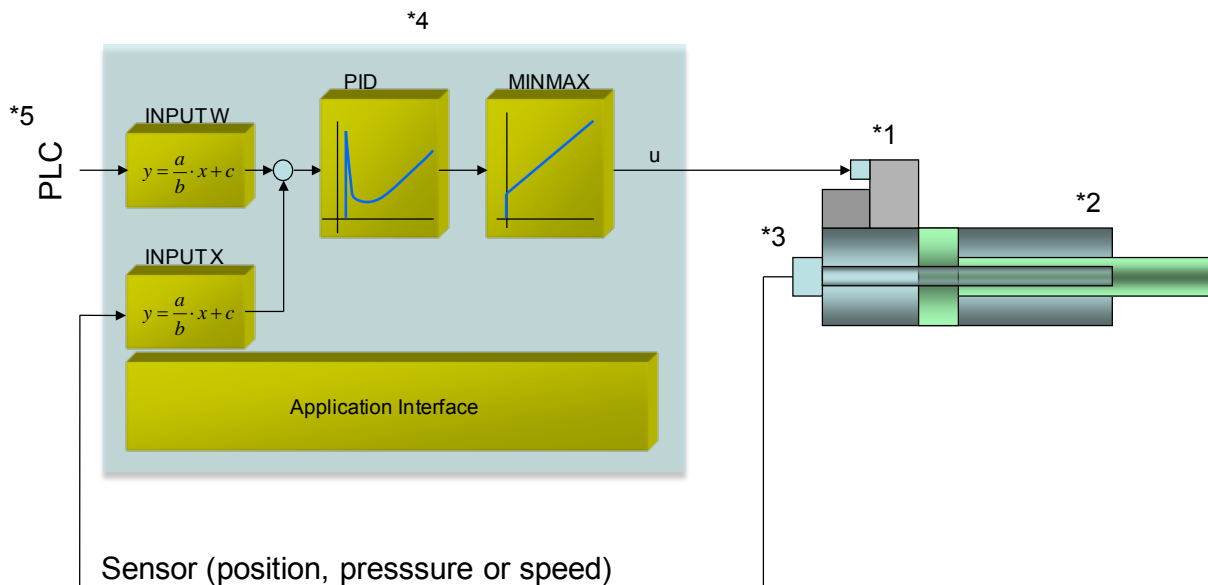 *4
PID
MINMAX
INPUT W
*5
PLC
y = a/b · x + c
u
*1
*2
*3
INPUT X
y = a/b · x + c
Application Interface
Sensor (position, presssure or speed)